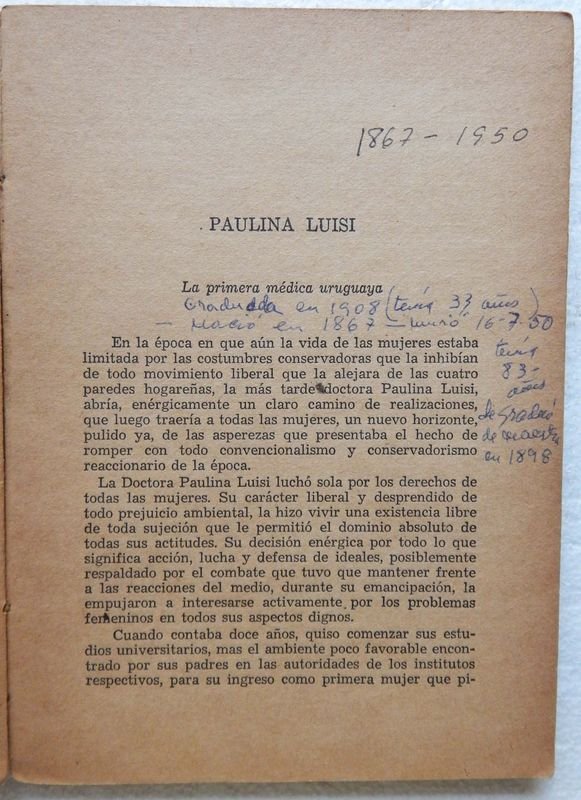 1867 - 1950
PAULINA LUISI
La primera médica uruguaya
Graduada en 1908 (tenía 33 años)
- Nació en 1867 - murió 16-7-50
tenía
83-
años
se graduó
de maestra
en 1898
En la época en que aún la vida de las mujeres estaba
limitada por las costumbres conservadoras que la inhibían
de todo movimiento liberal que la alejara de las cuatro
paredes hogareñas, la más tarde doctora Paulina Luisi,
abría, enérgicamente un claro camino de realizaciones,
que luego traería a todas las mujeres, un nuevo horizonte,
pulido ya, de las asperezas que presentaba el hecho de
romper con todo convencionalismo y conservadorismo
reaccionario de la época.
La Doctora Paulina Luisi luchó sola por los derechos de
todas las mujeres. Su carácter liberal y desprendido de
todo prejuicio ambiental, la hizo vivir una existencia libre
de toda sujeción que le permitió el dominio absoluto de
todas sus actitudes. Su decisión enérgica por todo lo que
significa acción, lucha y defensa de ideales, posiblemente
respaldado por el combate que tuvo que mantener frente
a las reacciones del medio, durante su emancipación, la
empujaron a interesarse activamente por los problemas
femeninos en todos sus aspectos dignos.
Cuando contaba doce años, quiso comenzar sus estu-
dios universitarios, mas el ambiente poco favorable encon-
trado por sus padres en las autoridades de los institutos
respectivos, para su ingreso como primera mujer que pi-